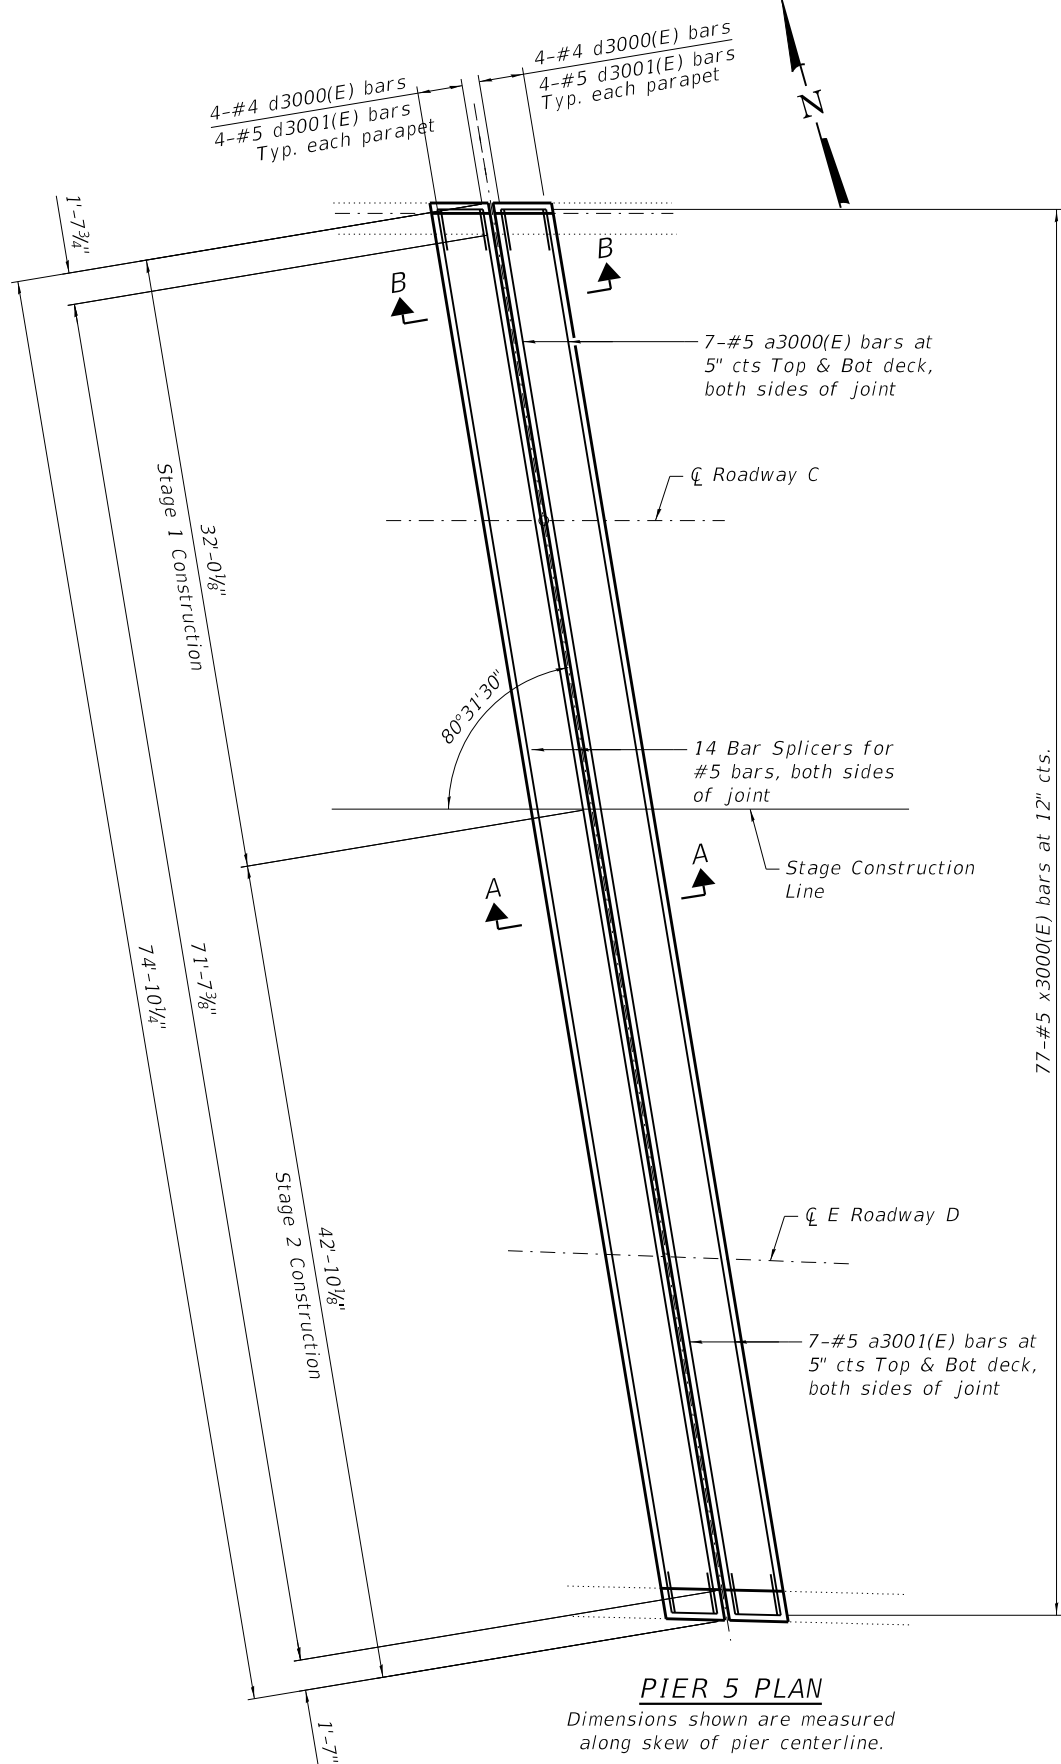 4-#4 d3000(E) bars
4-#5 d3001(E) bars
Typ. each parapet
4-#4 d3000(E) bars
4-#5 d3001(E) bars
Typ. each parapet
N
1'-7¾"
B
B
7-#5 a3000(E) bars at
5" cts Top & Bot deck,
both sides of joint
℄ Roadway C
Stage 1 Construction
32'-0⅛"
80°31'30"
14 Bar Splicers for
#5 bars, both sides
of joint
77-#5 x3000(E) bars at 12" cts.
Stage Construction
Line
A
A
74'-10¼"
71'-7⅜"
Stage 2 Construction
42'-10⅛"
℄ E Roadway D
7-#5 a3001(E) bars at
5" cts Top & Bot deck,
both sides of joint
1'-7"
PIER 5 PLAN
Dimensions shown are measured
along skew of pier centerline.